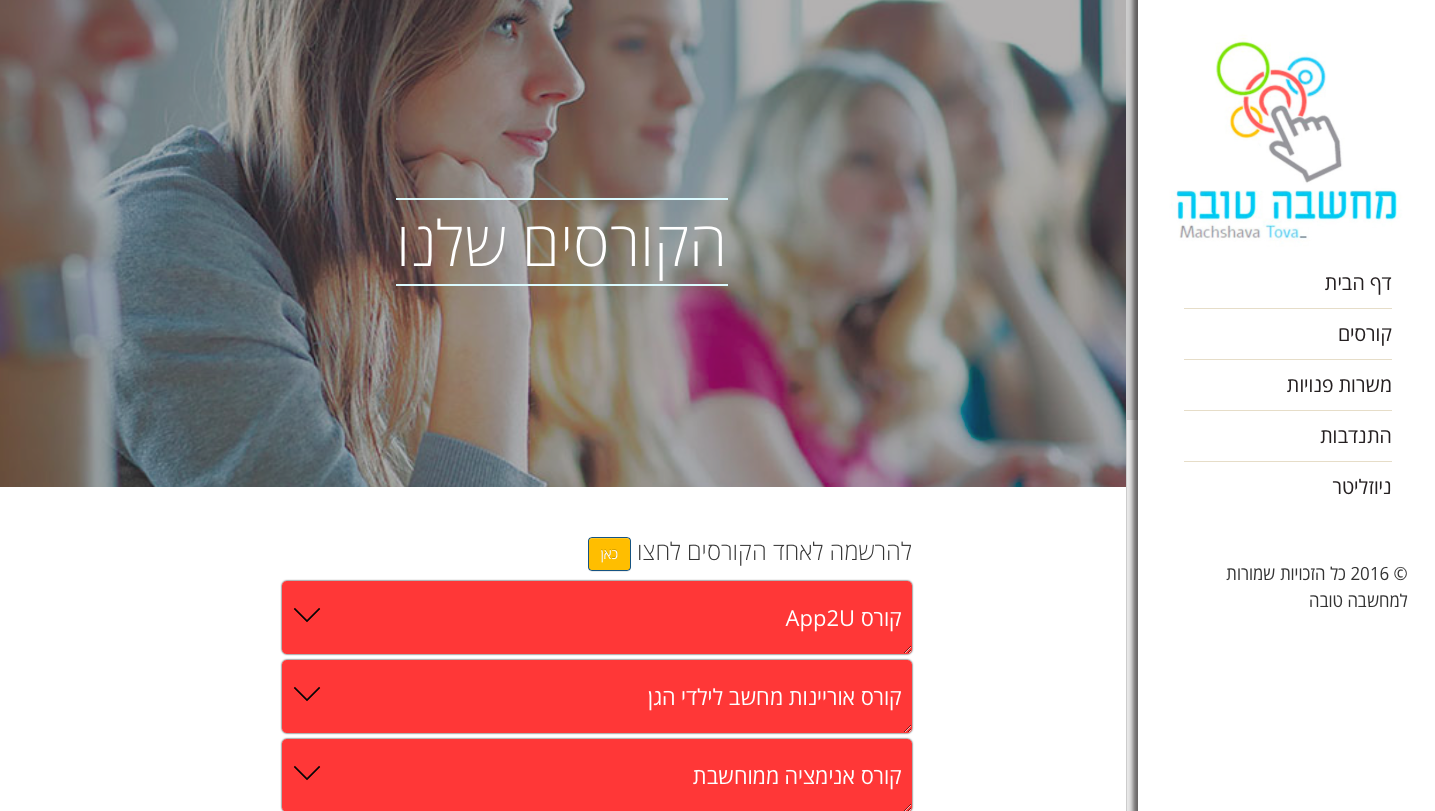 מחשבה טובה
Machshava Tova_
דף הבית
קורסים
משרות פנויות
התנדבות
ניוזליטר
© 2016 כל הזכויות שמורות
למחשבה טובה
הקורסים שלנו
להרשמה לאחד הקורסים לחצו כאן
קורס App2U
קורס אוריינות מחשב לילדי הגן
קורס אנימציה ממוחשבת